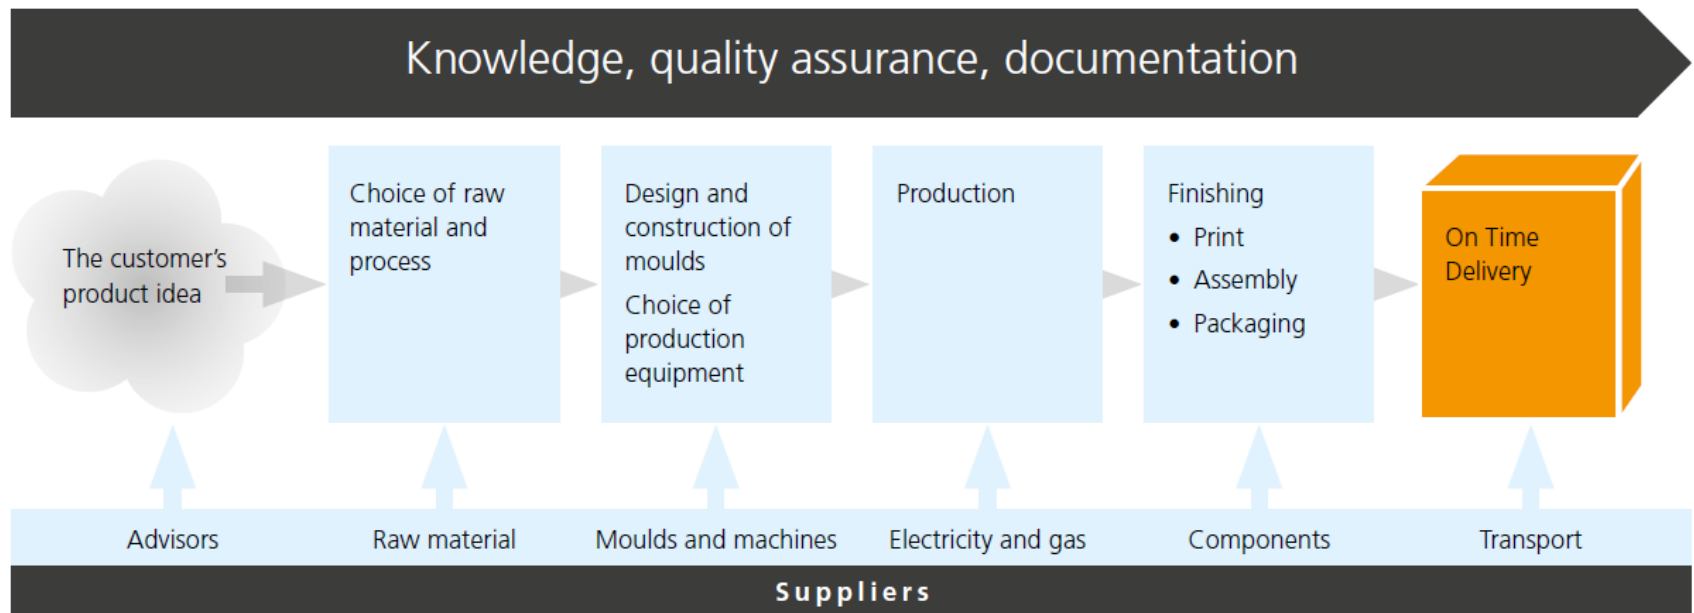 Knowledge, quality assurance, documentation
The customer’s
product idea
Choice of raw
material and
process
Design and
construction of
moulds
Choice of
production
equipment
Production
Finishing
• Print
• Assembly
• Packaging
On Time
Delivery
Advisors
Raw material
Moulds and machines
Electricity and gas
Components
Transport
Suppliers